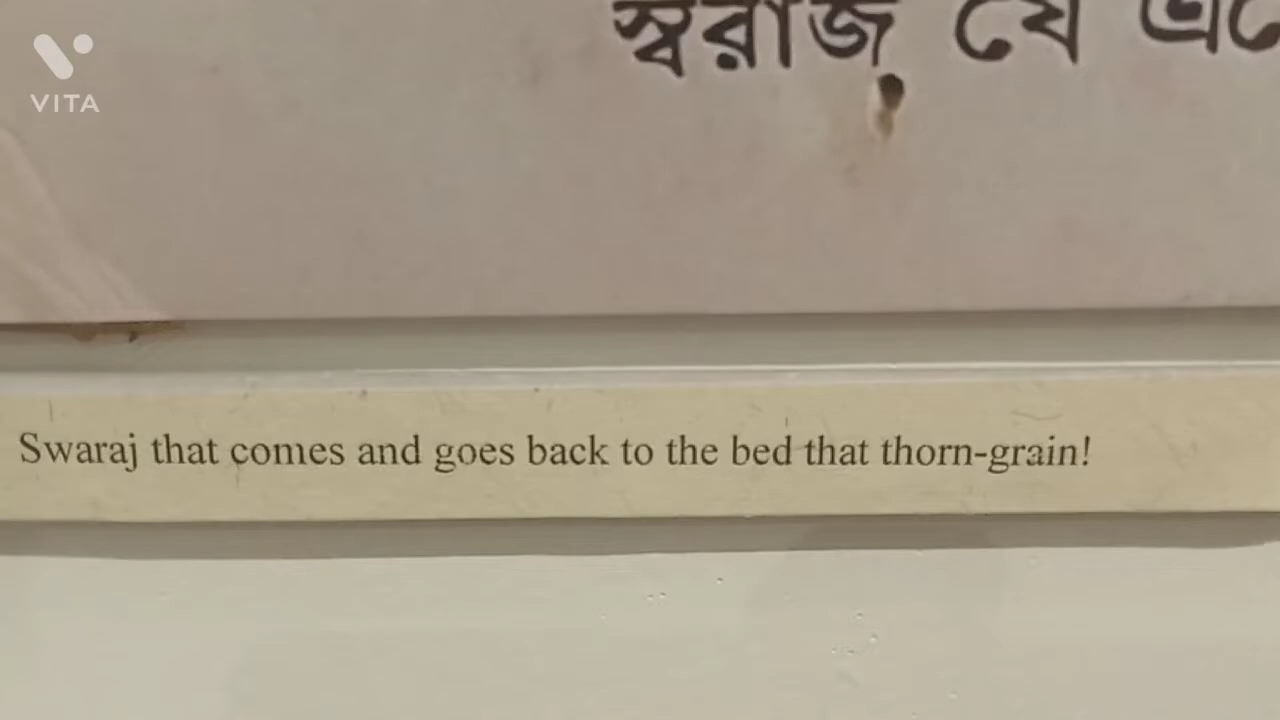 স্বরাজ যে
VITA
Swaraj that comes and goes back to the bed that thorn-grain!